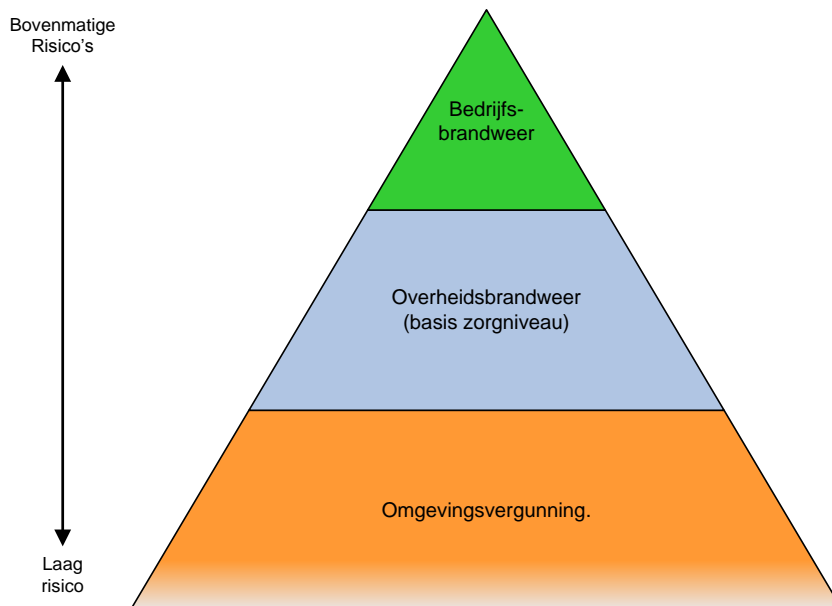 Bovenmatige
Risico’s
Bedrijfs-
brandweer
Overheidsbrandweer
(basis zorgniveau)
Omgevingsvergunning.
Laag
risico